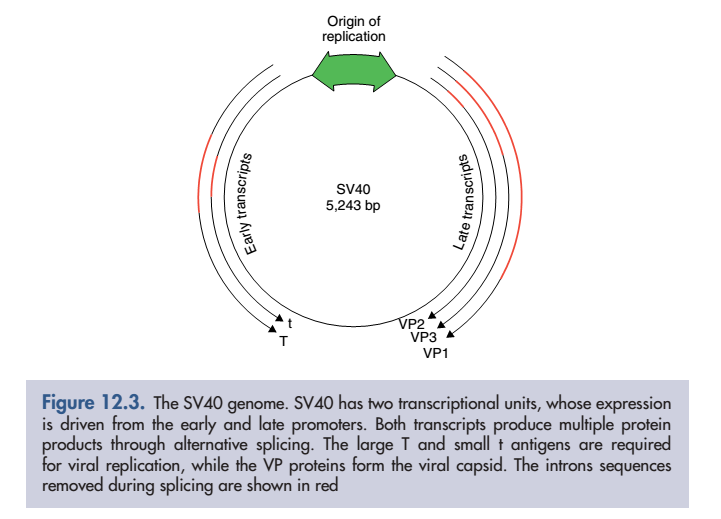 Origin of
replication
Early transcripts
SV40
5,243 bp
Late transcripts
t
T
VP2
VP3
VP1
Figure 12.3. The SV40 genome. SV40 has two transcriptional units, whose expression
is driven from the early and late promoters. Both transcripts produce multiple protein
products through alternative splicing. The large T and small t antigens are required
for viral replication, while the VP proteins form the viral capsid. The introns sequences
removed during splicing are shown in red